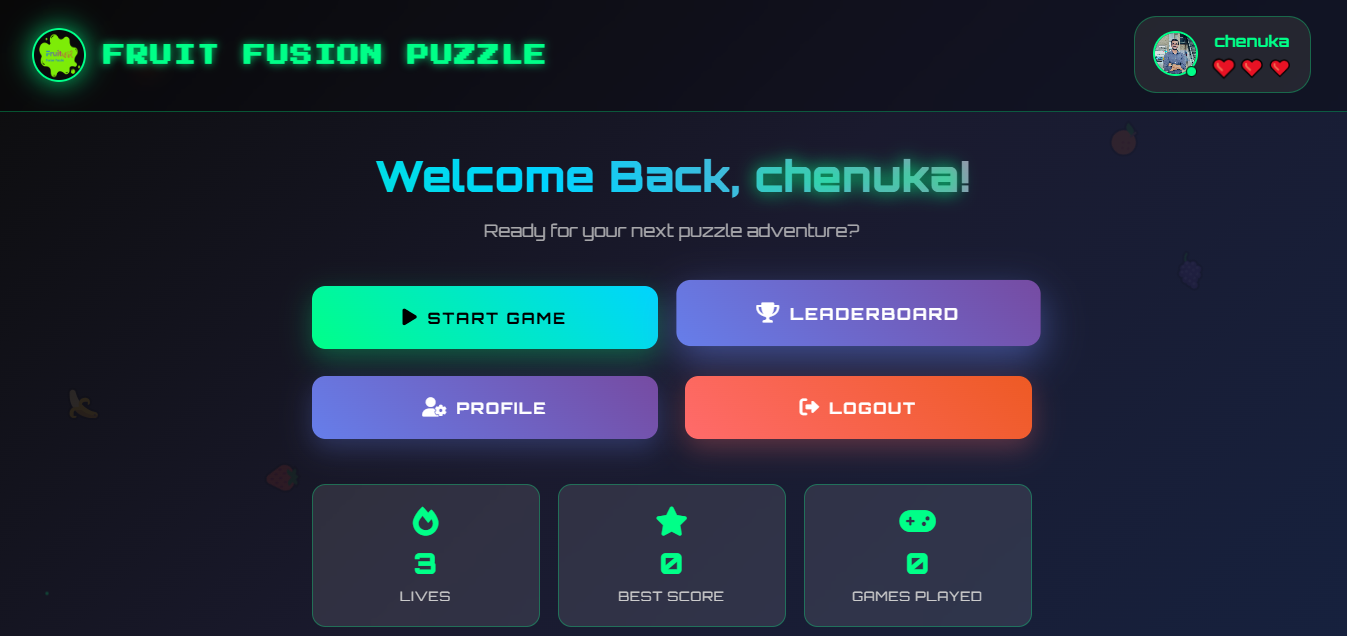 FRUIT FUSION PUZZLE
chenuka
Welcome Back, chenuka!
Ready for your next puzzle adventure?
START GAME
LEADERBOARD
PROFILE
LOGOUT
3
LIVES
0
BEST SCORE
0
GAMES PLAYED